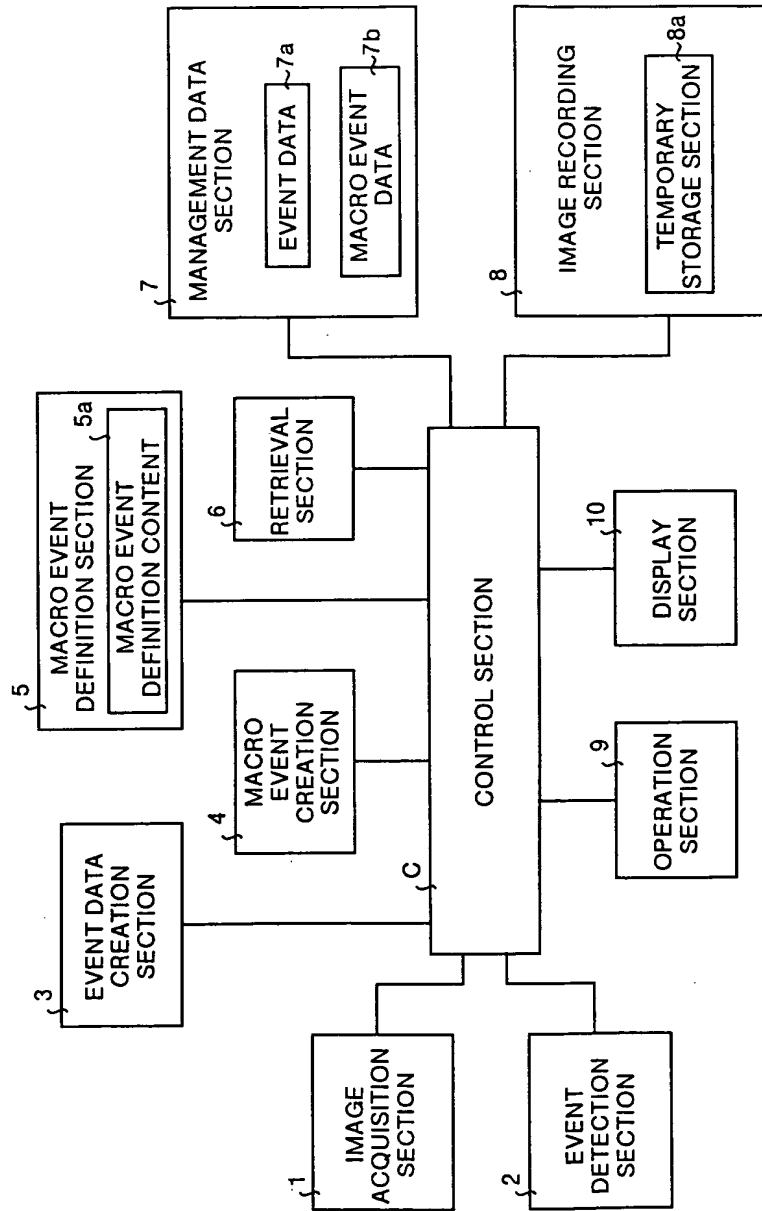 3
EVENT DATA
CREATION
SECTION
4
MACRO
EVENT
CREATION
SECTION
5
MACRO EVENT
DEFINITION SECTION
5a
MACRO EVENT
DEFINITION CONTENT
6
RETRIEVAL
SECTION
7
MANAGEMENT DATA
SECTION
EVENT DATA
7a
MACRO EVENT
DATA
7b
1
IMAGE
ACQUISITION
SECTION
2
EVENT
DETECTION
SECTION
C
CONTROL SECTION
9
OPERATION
SECTION
10
DISPLAY
SECTION
8
IMAGE RECORDING
SECTION
TEMPORARY
STORAGE SECTION
8a